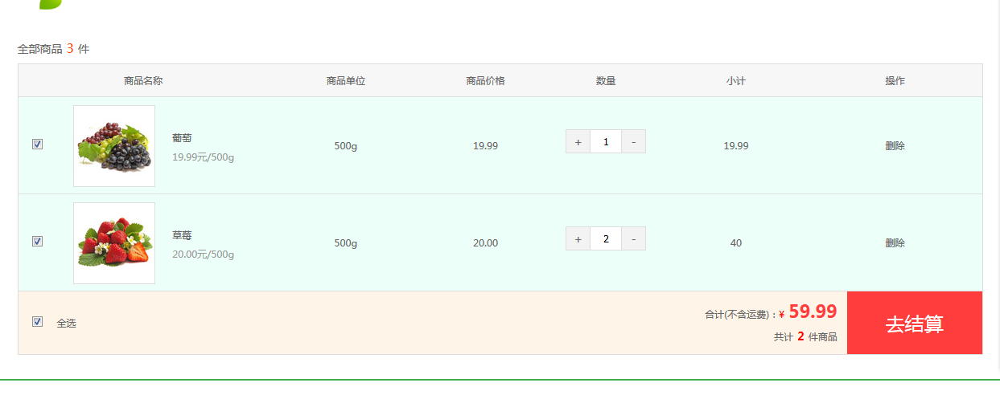 全部商品 3 件
商品名称 商品单位 商品价格 数量 小计 操作
葡萄
19.99元/500g
500g 19.99 + 1 - 19.99 删除
草莓
20.00元/500g
500g 20.00 + 2 - 40 删除
全选
合计(不含运费)：¥ 59.99
共计 2 件商品
去结算